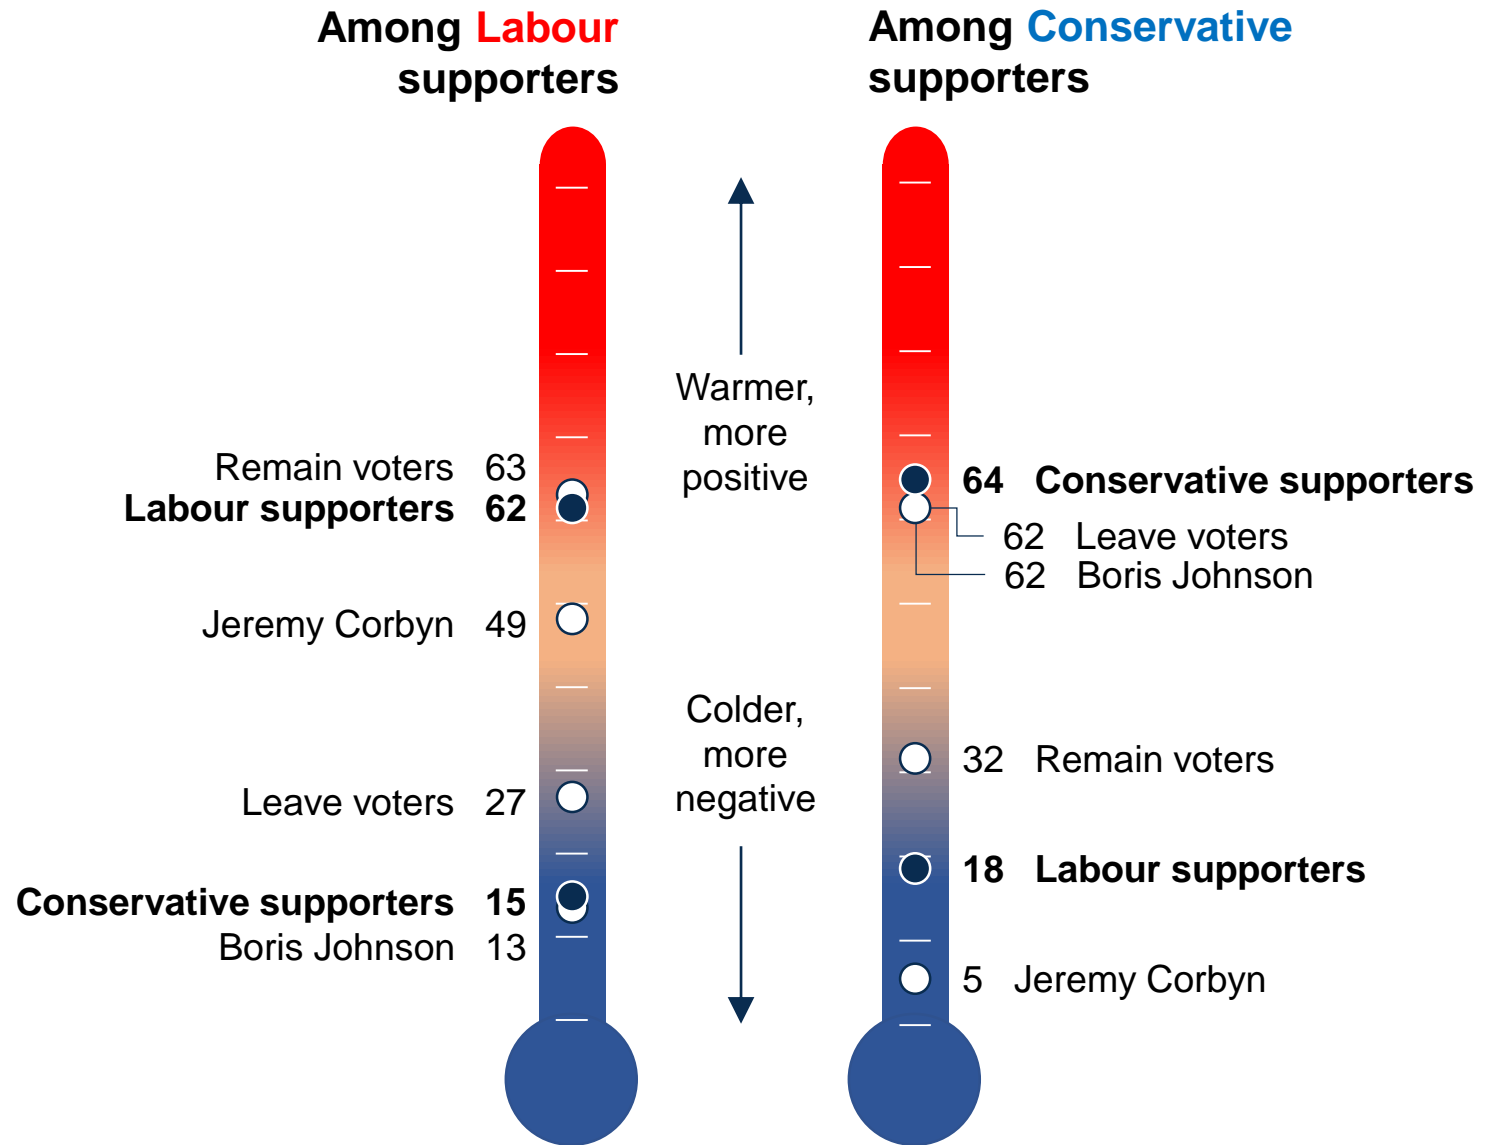 Among Labour
supporters
Among Conservative
supporters
Warmer,
more
positive
Remain voters 63
Labour supporters 62
Jeremy Corbyn 49
Leave voters 27
Conservative supporters 15
Boris Johnson 13
Colder,
more
negative
64 Conservative supporters
62 Leave voters
62 Boris Johnson
32 Remain voters
18 Labour supporters
5 Jeremy Corbyn